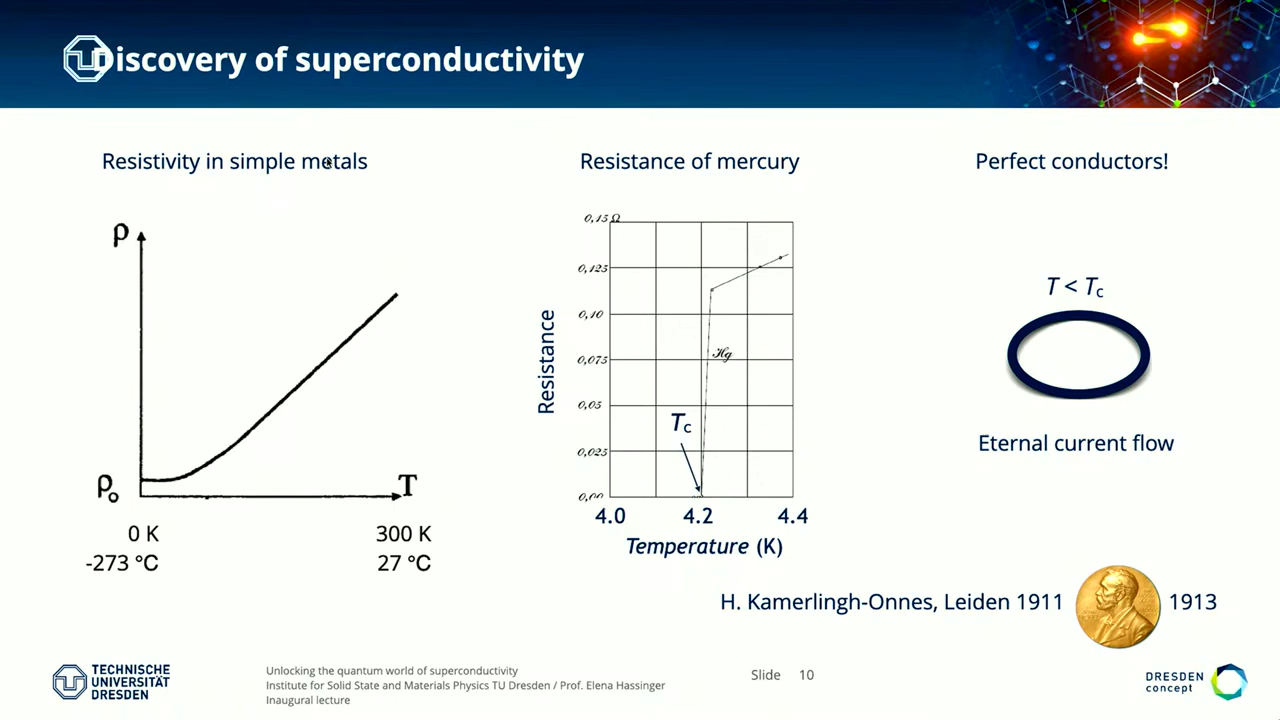 Discovery of superconductivity
Resistivity in simple metals
ρ
ρo
T
0 K
300 K
-273 °C
27 °C
Resistance of mercury
0,15 Ω
0,125
0,10
0,075
0,05
0,025
0,00
Hg
Tc
Resistance
4.0
4.2
4.4
Temperature (K)
Perfect conductors!
T < Tc
Eternal current flow
H. Kamerlingh-Onnes, Leiden 1911
1913
TECHNISCHE
UNIVERSITÄT
DRESDEN
Unlocking the quantum world of superconductivity
Institute for Solid State and Materials Physics TU Dresden / Prof. Elena Hassinger
Inaugural lecture
Slide 10
DRESDEN
concept